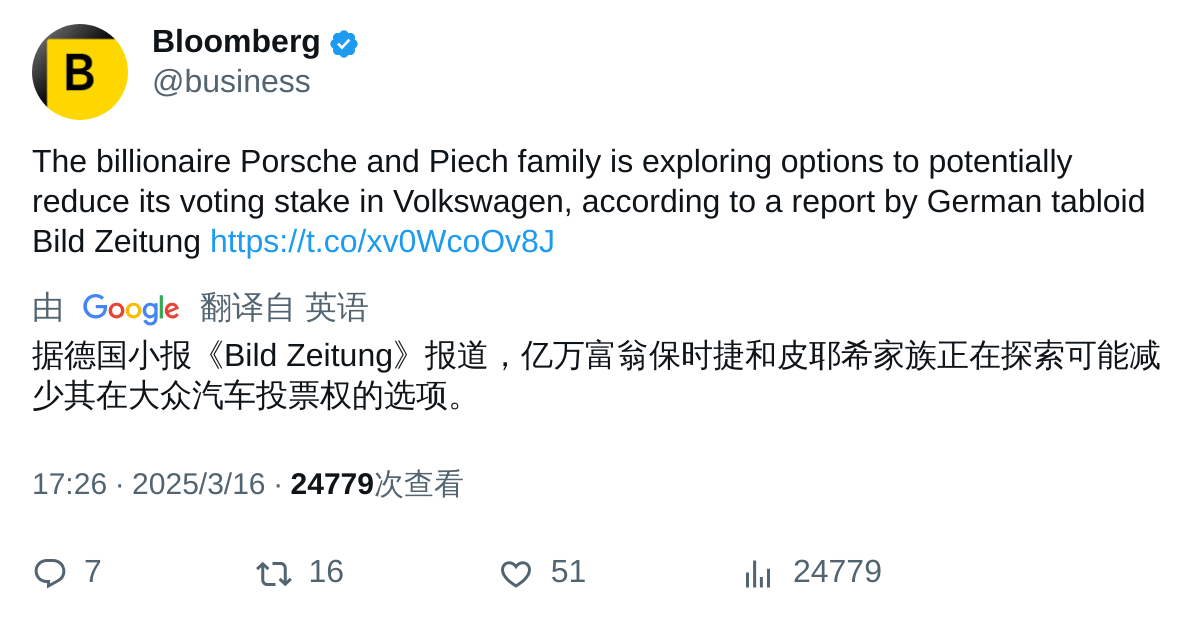 B
Bloomberg
@business
The billionaire Porsche and Piech family is exploring options to potentially
reduce its voting stake in Volkswagen, according to a report by German tabloid
Bild Zeitung https://t.co/xv0WcoOv8J
由 Google 翻译自 英语
据德国小报《Bild Zeitung》报道，亿万富翁保时捷和皮耶希家族正在探索可能减
少其在大众汽车投票权的选项。
17:26 · 2025/3/16 · 24779次查看
7 16 51 24779